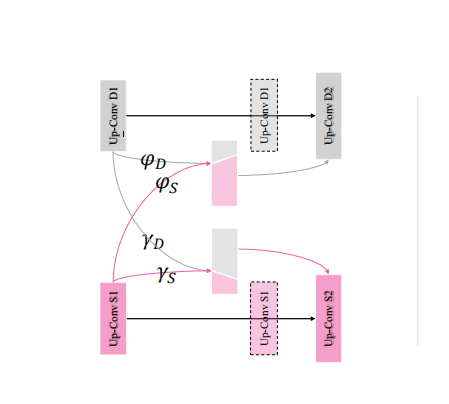 Up-Conv D1
Up-Conv D1
Up-Conv D2
φD
φS
γD
γS
Up-Conv S1
Up-Conv S1
Up-Conv S2